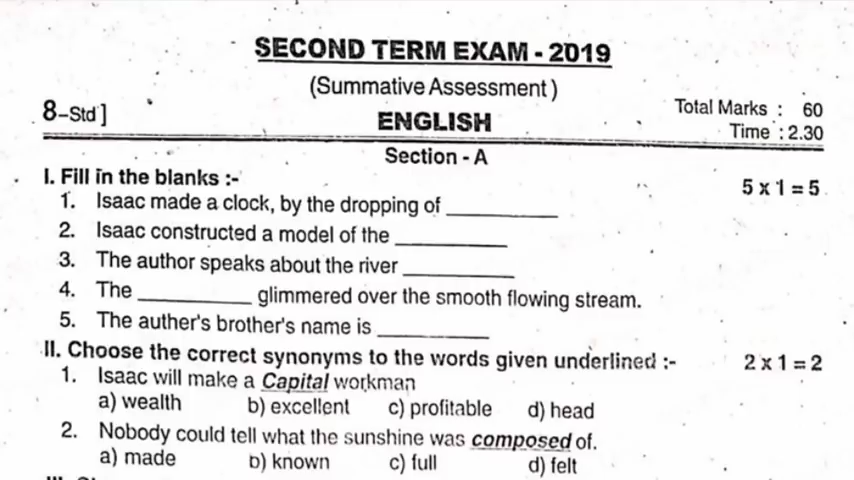 SECOND TERM EXAM - 2019
(Summative Assessment)
8-Std] ENGLISH Total Marks : 60
Time : 2.30
Section - A
I. Fill in the blanks :- 5 x 1 = 5
1. Isaac made a clock, by the dropping of __________
2. Isaac constructed a model of the __________
3. The author speaks about the river __________
4. The __________ glimmered over the smooth flowing stream.
5. The auther's brother's name is __________
II. Choose the correct synonyms to the words given underlined :- 2 x 1 = 2
1. Isaac will make a Capital workman
a) wealth b) excellent c) profitable d) head
2. Nobody could tell what the sunshine was composed of.
a) made b) known c) full d) felt